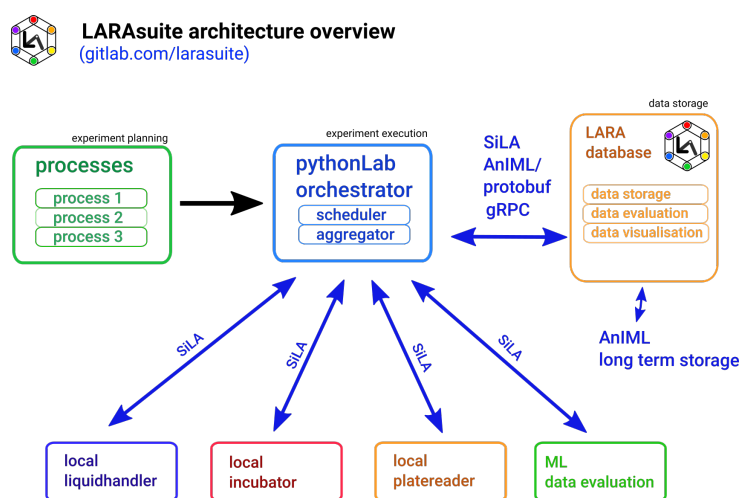 LARAsuite architecture overview
(gitlab.com/larasuite)
experiment planning
processes
process 1
process 2
process 3
experiment execution
pythonLab
orchestrator
scheduler
aggregator
SiLA
AnIML/
protobuf
gRPC
data storage
LARA
database
data storage
data evaluation
data visualisation
AnIML
long term storage
SiLA
SiLA
SiLA
SiLA
local
liquidhandler
local
incubator
local
platereader
ML
data evaluation